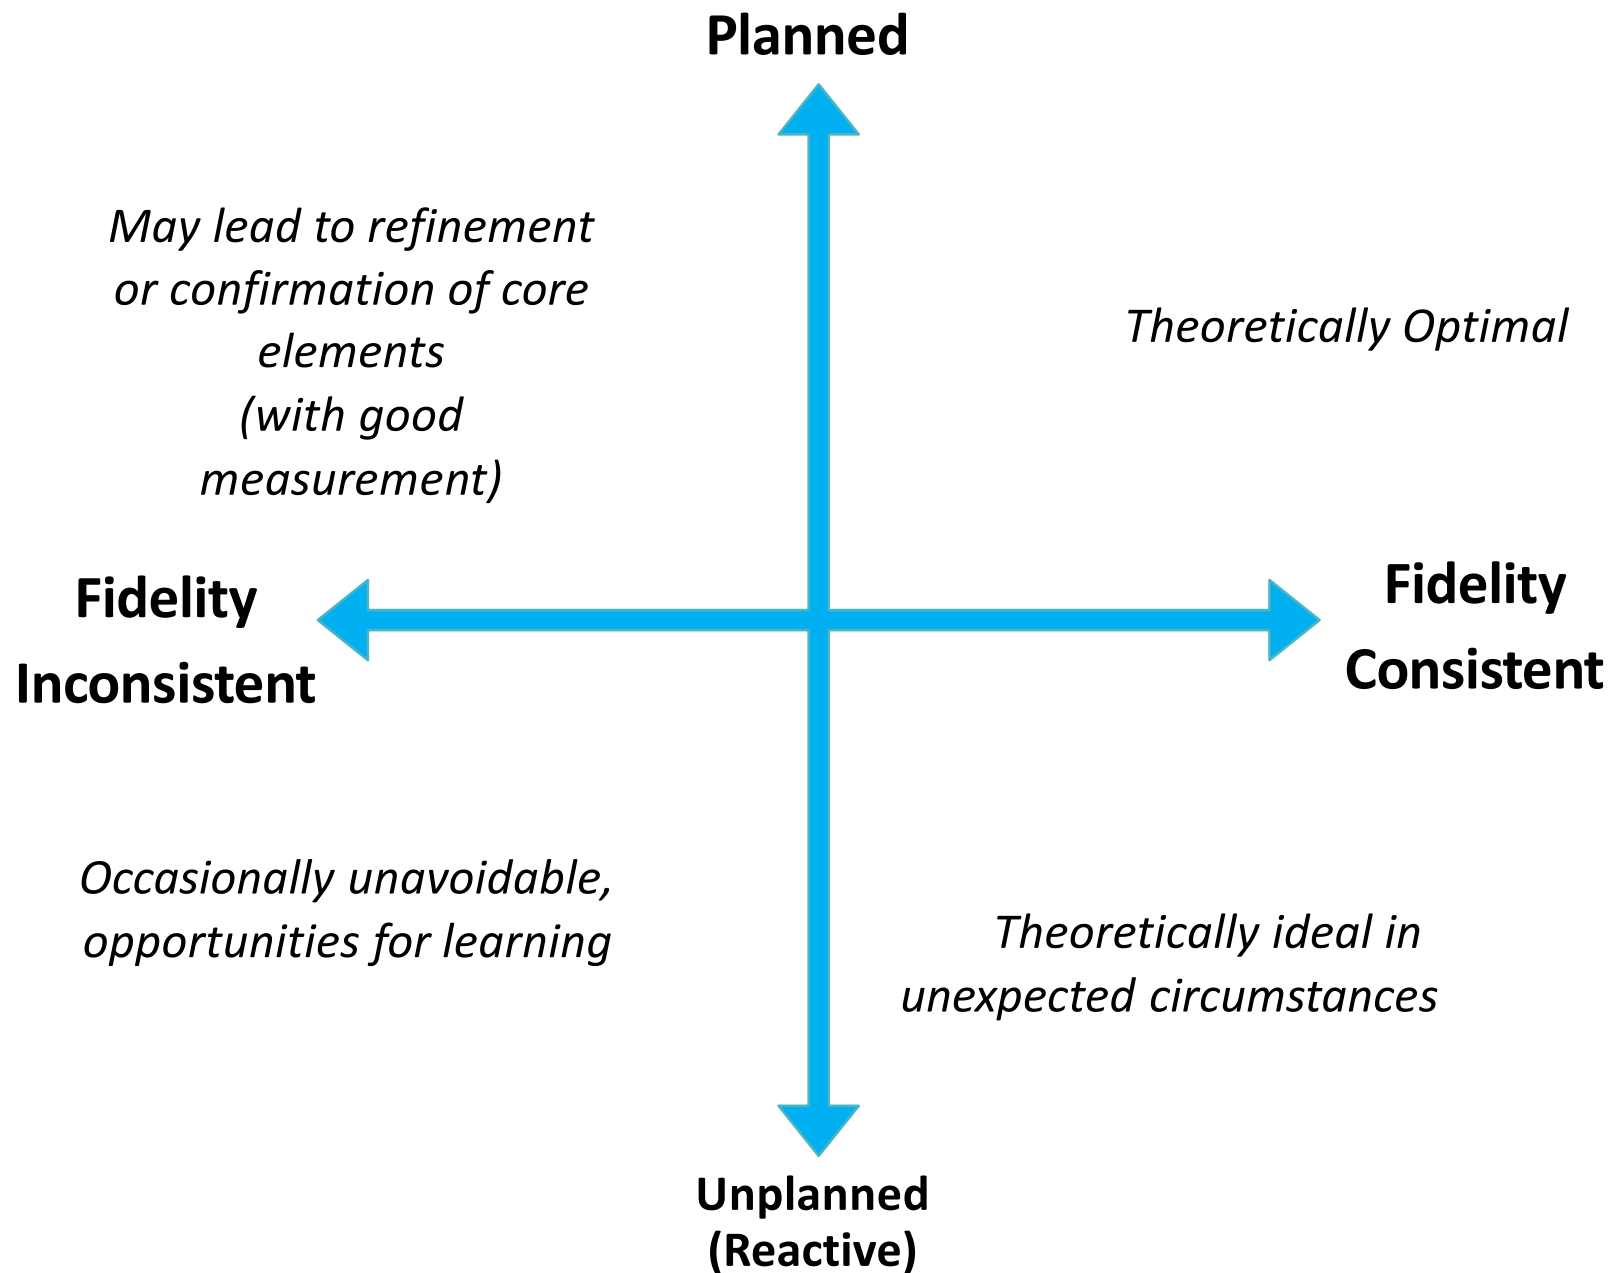 Planned
May lead to refinement
or confirmation of core
elements
(with good
measurement)
Theoretically Optimal
Fidelity
Inconsistent
Fidelity
Consistent
Occasionally unavoidable,
opportunities for learning
Theoretically ideal in
unexpected circumstances
Unplanned
(Reactive)